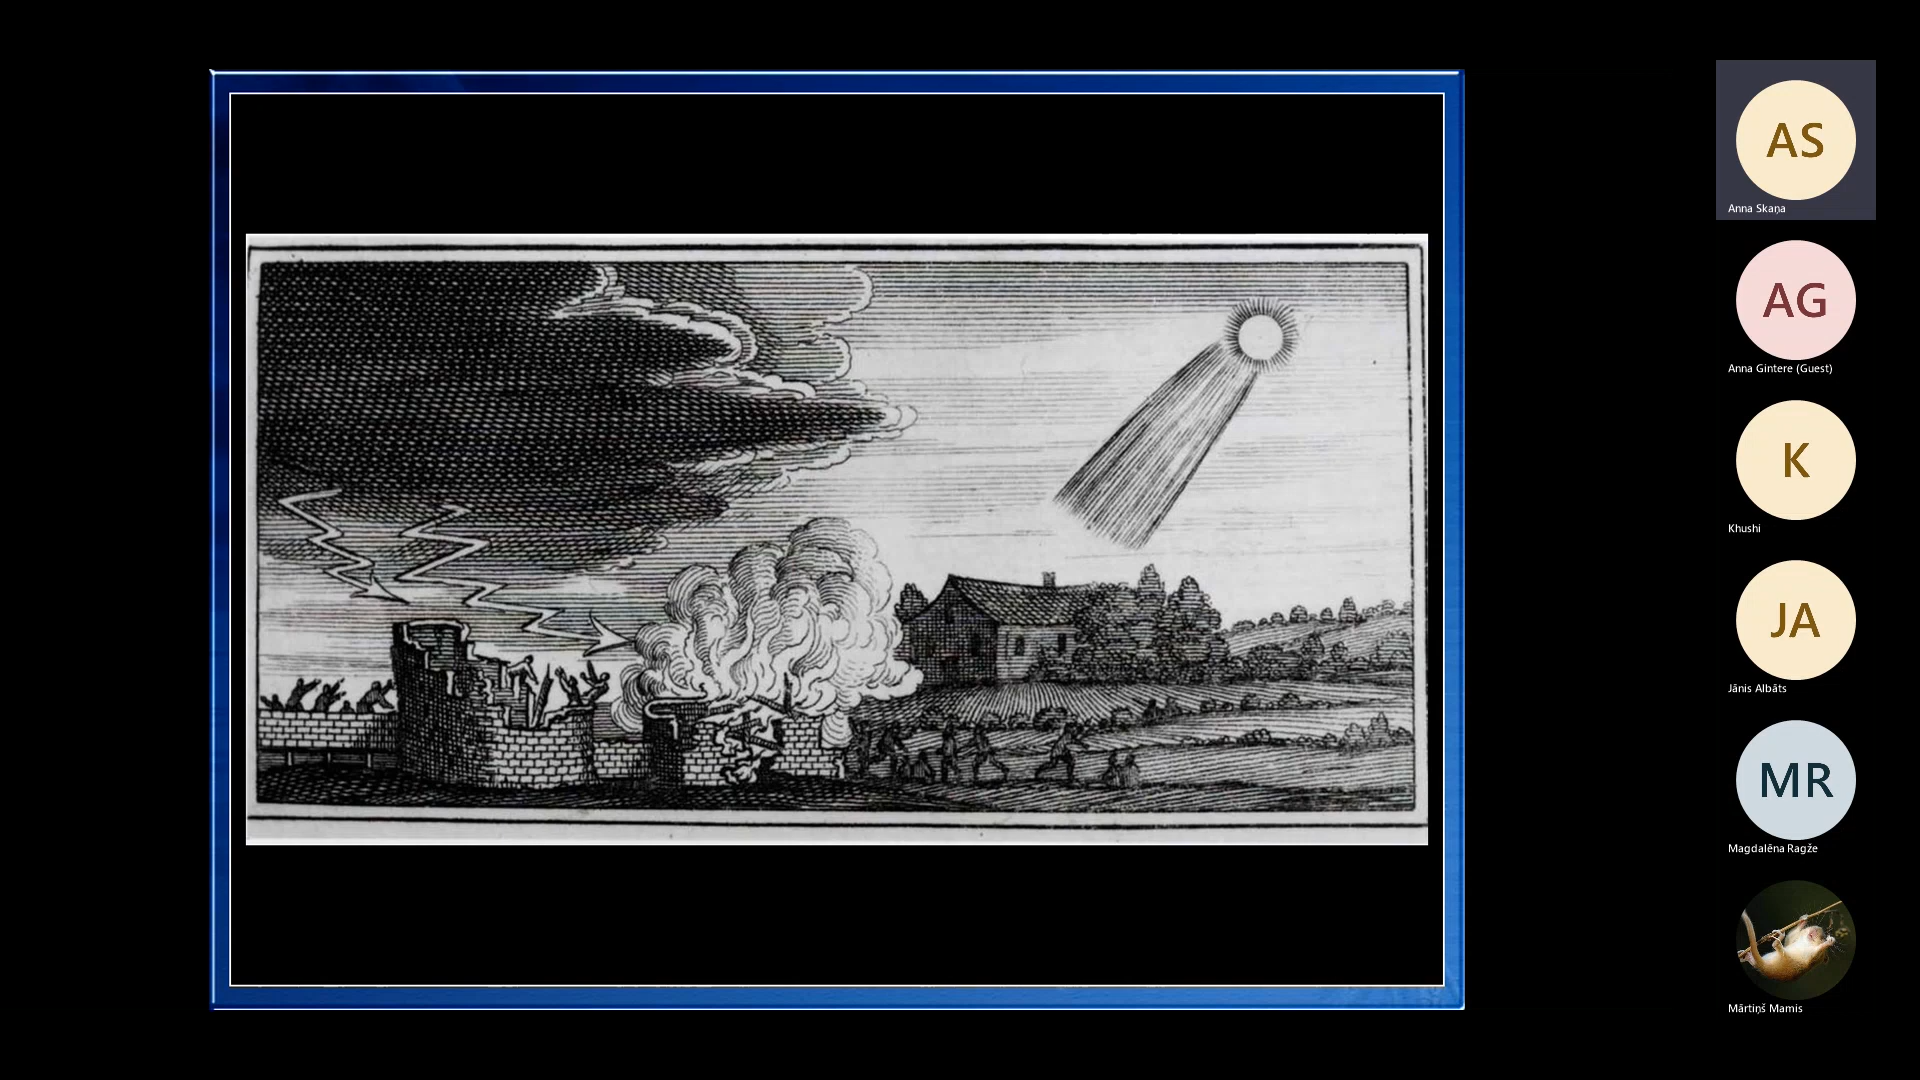 AS
Anna Skaņa
AG
Anna Gintere (Guest)
K
Khushi
JA
Jānis Albāts
MR
Magdalēna Ragže
Mārtiņš Mamis